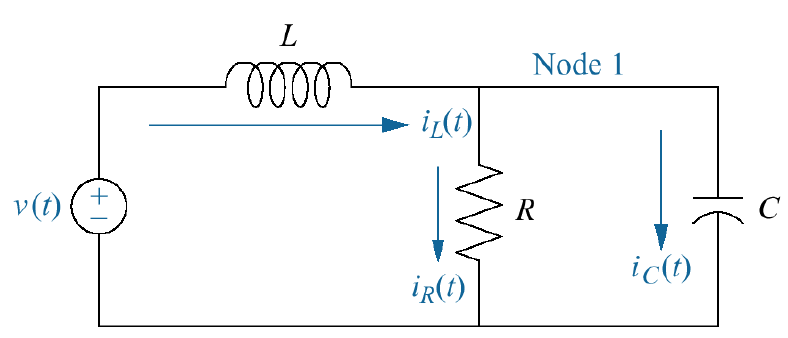 L
Node 1
i_L(t)
v(t)
+
−
R
C
i_R(t)
i_C(t)